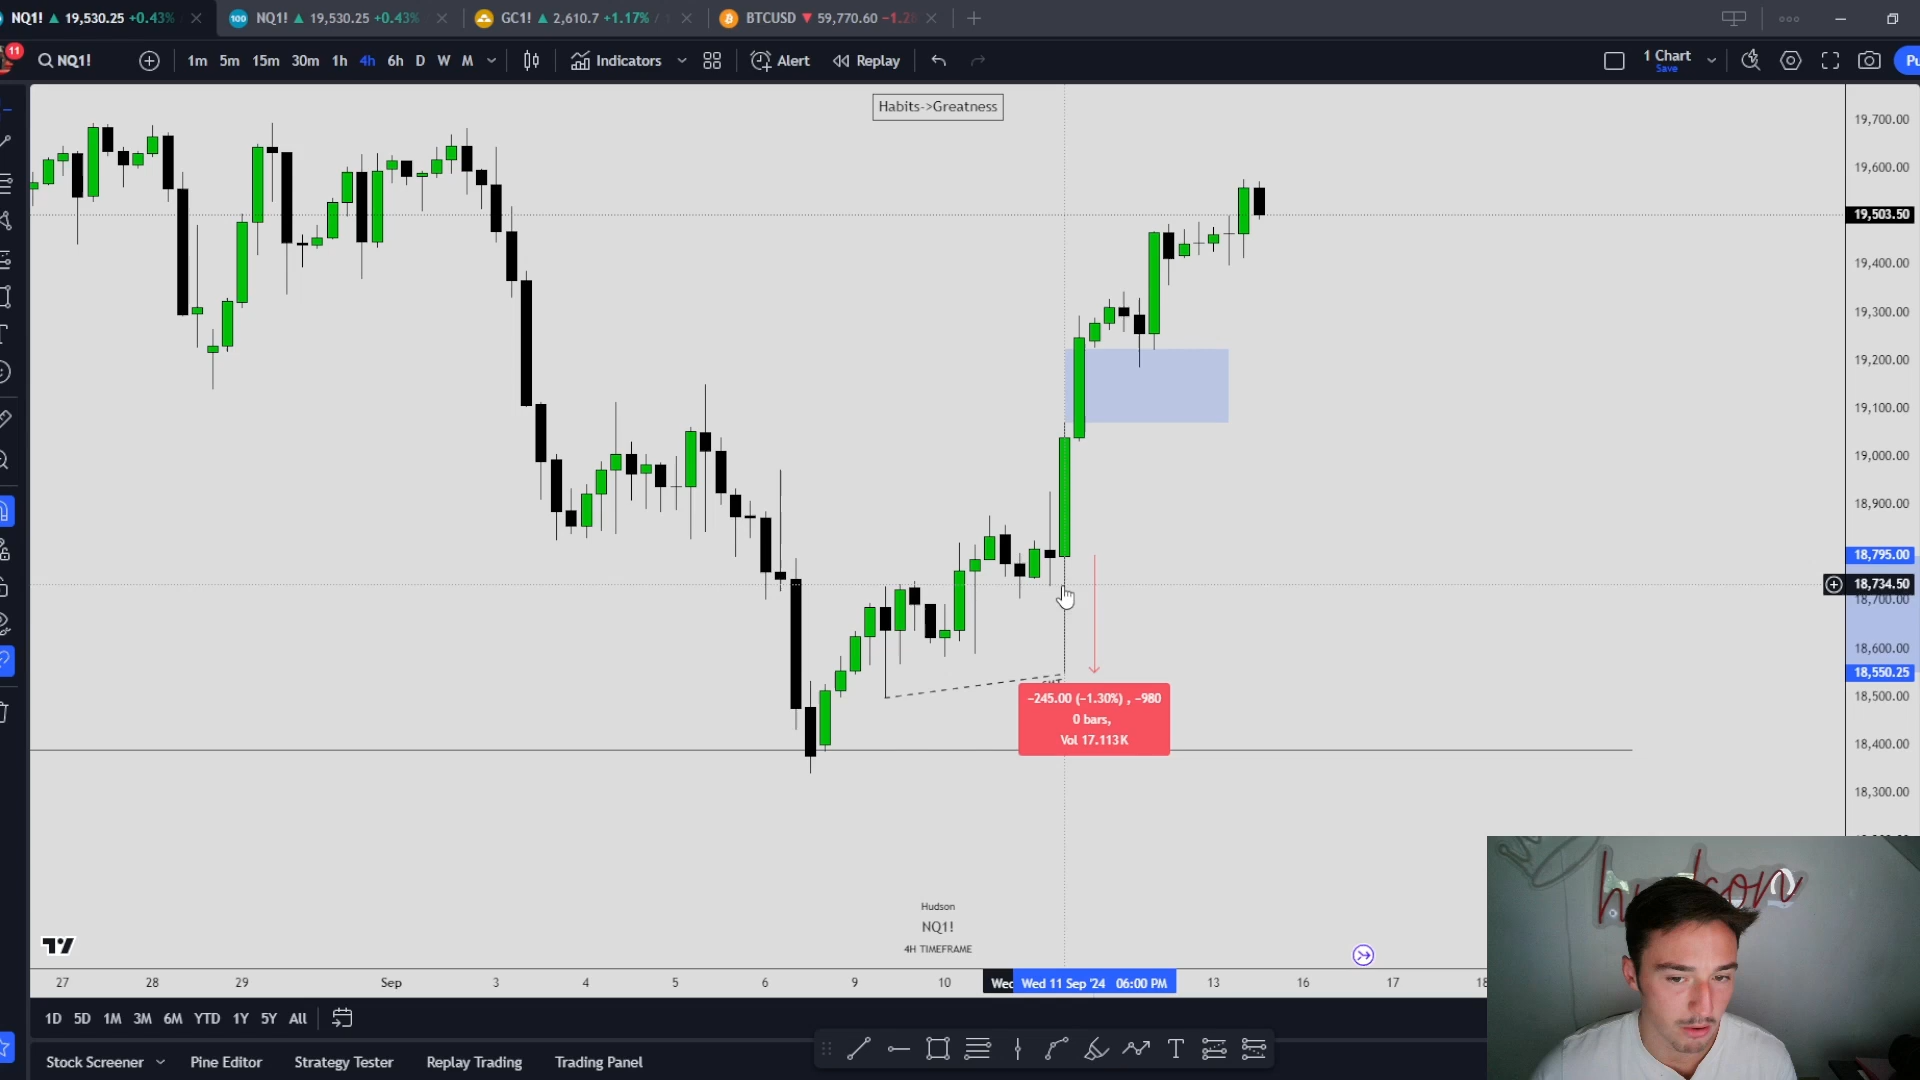 NQ1! ▲ 19,530.25 +0.43%
100 NQ1! ▲ 19,530.25 +0.43%
GC1! ▲ 2,610.7 +1.17%
BTCUSD ▼ 59,770.60
11
NQ1!
1m 5m 15m 30m 1h 4h 6h D W M
Indicators
Alert
Replay
1 Chart
Save
Habits->Greatness
19,700.00
19,600.00
19,503.50
19,400.00
19,300.00
19,200.00
19,100.00
19,000.00
18,900.00
18,795.00
18,734.50
18,700.00
18,600.00
18,550.25
18,500.00
18,400.00
18,300.00
−245.00 (−1.30%) , −980
0 bars,
Vol 17.113K
Hudson
NQ1!
4H TIMEFRAME
hudson
27 28 29 Sep 3 4 5 6 9 10 Wed 11 Sep '24 06:00 PM 13 16 17
1D 5D 1M 3M 6M YTD 1Y 5Y All
Stock Screener Pine Editor Strategy Tester Replay Trading Trading Panel